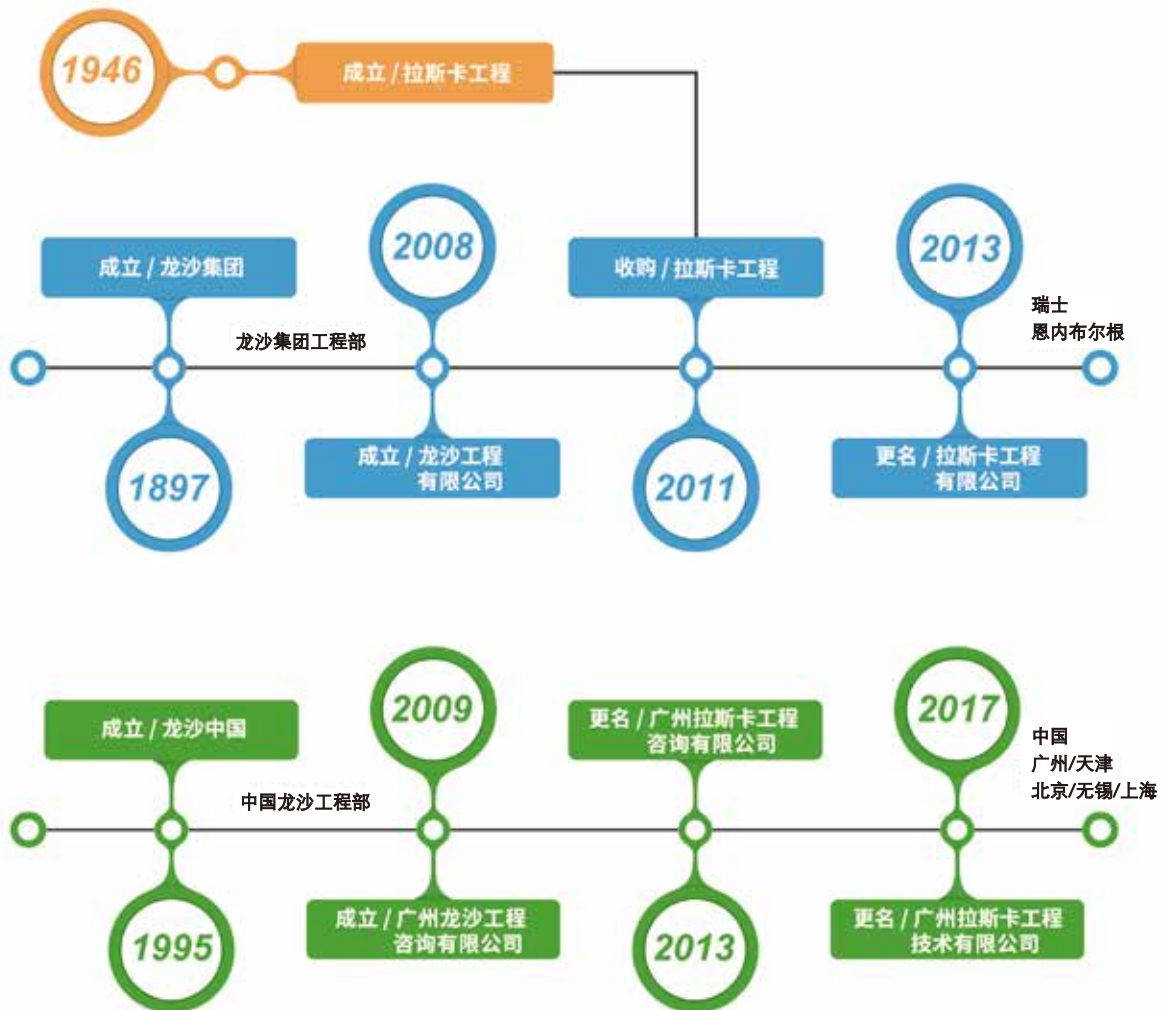 1946
成立 / 拉斯卡工程
成立 / 龙沙集团
2008
收购 / 拉斯卡工程
2013
瑞士
恩内布尔根
龙沙集团工程部
1897
成立 / 龙沙工程
有限公司
2011
更名 / 拉斯卡工程
有限公司
成立 / 龙沙中国
2009
更名 / 广州拉斯卡工程
咨询有限公司
2017
中国
广州/天津
北京/无锡/上海
中国龙沙工程部
1995
成立 / 广州龙沙工程
咨询有限公司
2013
更名 / 广州拉斯卡工程
技术有限公司